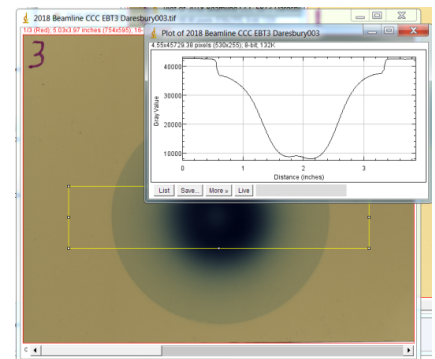 2018 Beamline CCC EBT3 Daresbury003.tif
1/3 (Red); 5.03x3.97 inches (754x595); 16-
3
Plot of 2018 Beamline CCC EBT3 Daresbury003
4.55x45729.38 pixels (530x255); 8-bit; 132K
Gray Value
40000
30000
20000
10000
0
1
2
3
Distance (inches)
List
Save...
More »
Live